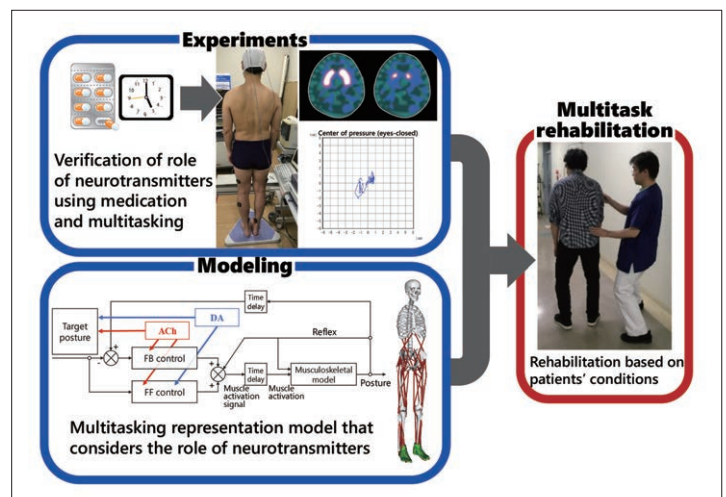 Experiments
Verification of role
of neurotransmitters
using medication
and multitasking
Center of pressure (eyes-closed)
Modeling
Target
posture
ACh
DA
Time
delay
Reflex
FB control
FF control
Muscle
activation
signal
Time
delay
Muscle
activation
Musculoskeletal
model
Posture
Multitasking representation model that
considers the role of neurotransmitters
Multitask
rehabilitation
Rehabilitation based on
patients’ conditions